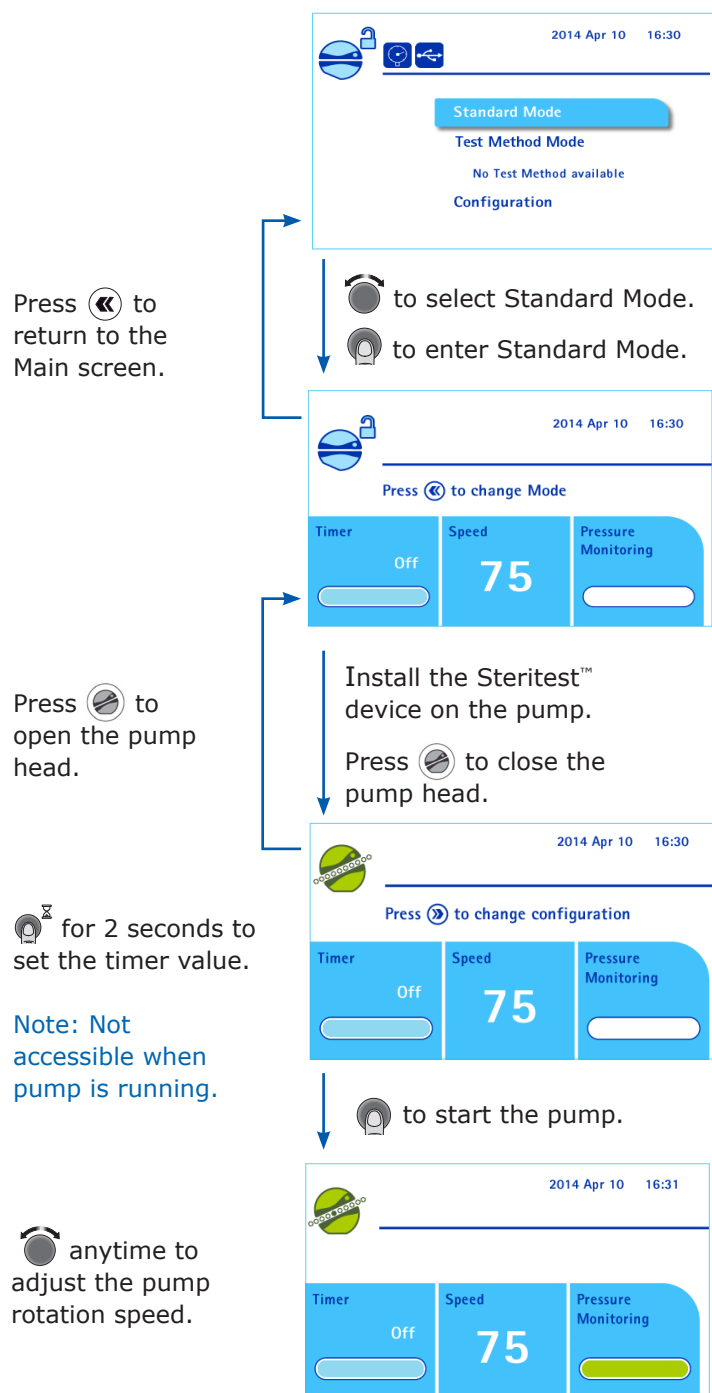 2014 Apr 10 16:30
Standard Mode
Test Method Mode
No Test Method available
Configuration
Press to
return to the
Main screen.
to select Standard Mode.
to enter Standard Mode.
2014 Apr 10 16:30
Press to change Mode
Timer
Off
Speed
75
Pressure
Monitoring
Press to
open the pump
head.
Install the Steritest™
device on the pump.
Press to close the
pump head.
2014 Apr 10 16:30
Press to change configuration
Timer
Off
Speed
75
Pressure
Monitoring
for 2 seconds to
set the timer value.
Note: Not
accessible when
pump is running.
to start the pump.
2014 Apr 10 16:31
anytime to
adjust the pump
rotation speed.
Timer
Off
Speed
75
Pressure
Monitoring